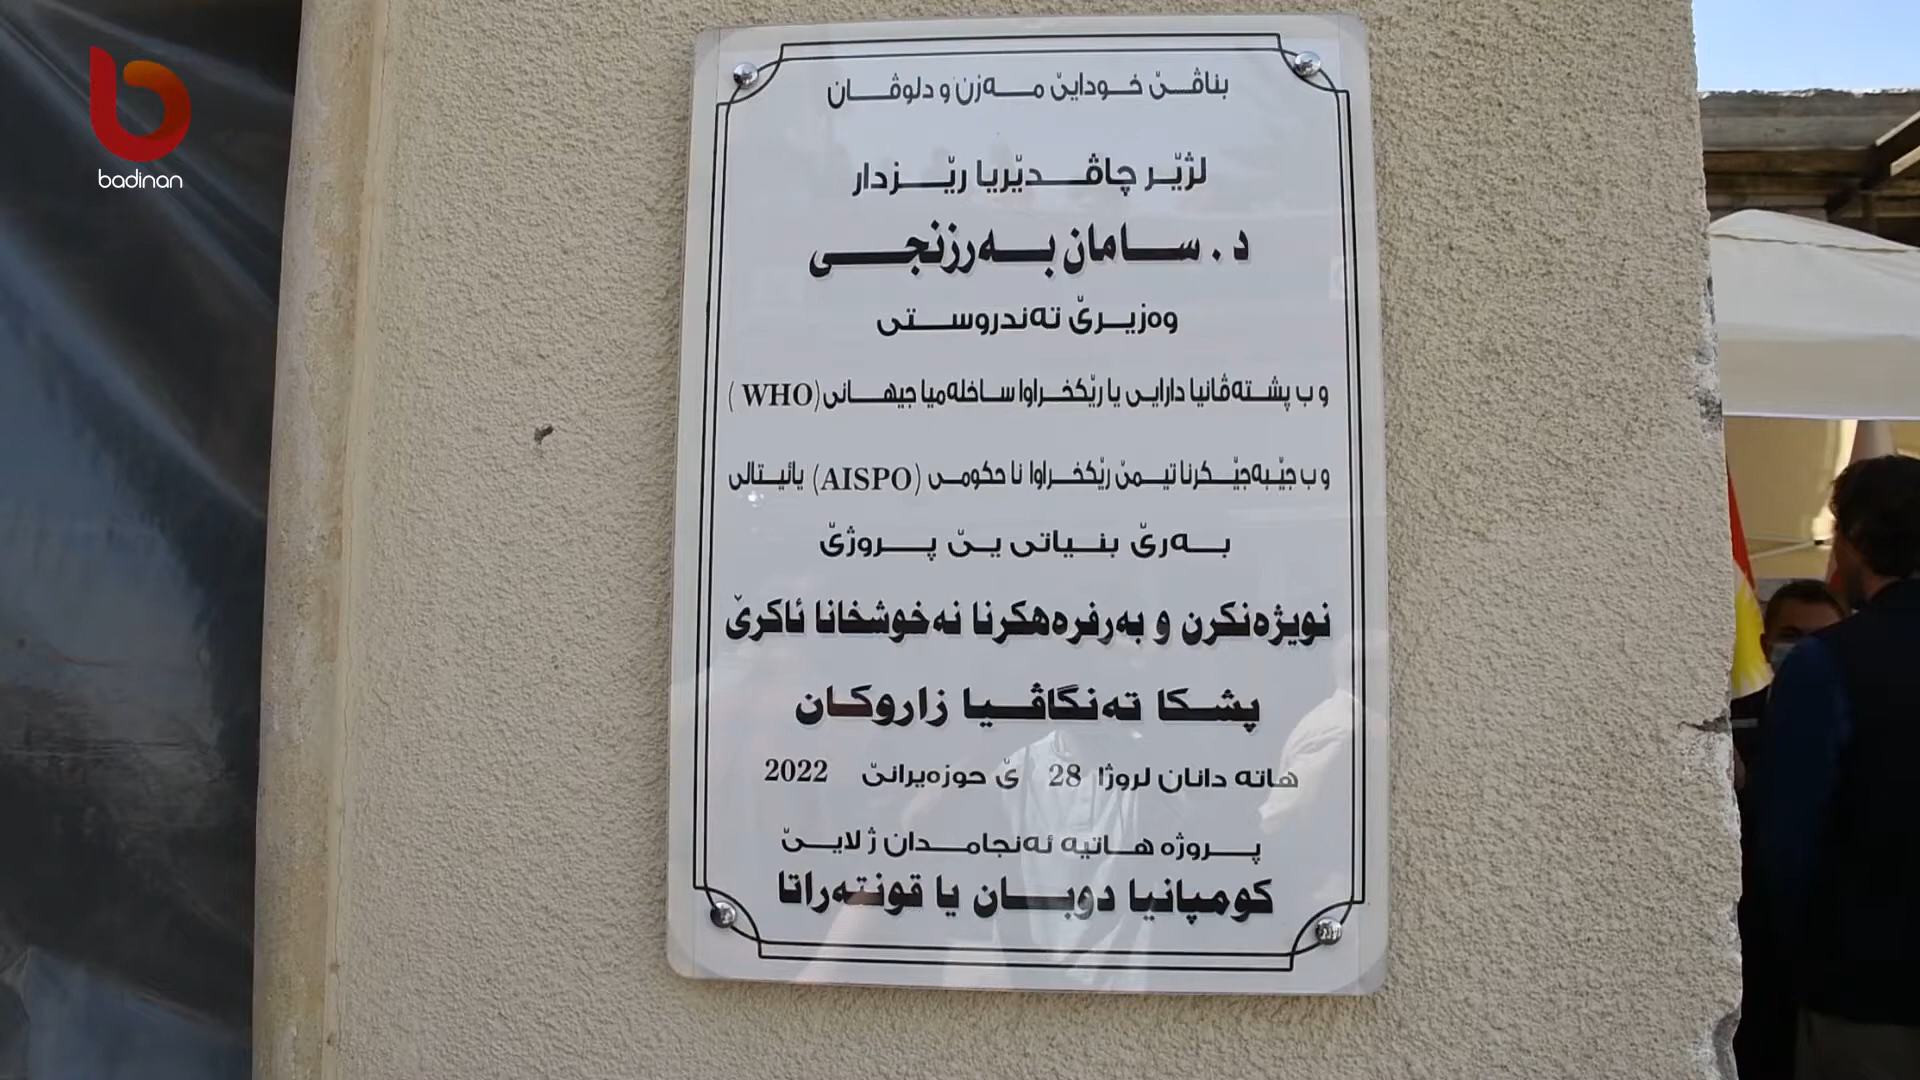 badinan
بناڤێ خودایێ مەزن و دلوڤان
لژێر چاڤدێریا رێزدار
د. سامان بەرزنجی
وەزیرێ تەندروستی
و ب پشتەڤانیا دارایی یا رێکخراوا ساخلەمیا جیهانی (WHO)
و ب جێبەجێکرنا تیمێ رێکخراوا نا حکومی (AISPO) یائیتالی
بەرێ بنیاتی یێ پروژێ
نویژەنکرن و بەرفرەهکرنا نەخوشخانا ئاکرێ
پشکا تەنگاڤیا زاروکان
هاتە دانان لروژا 28 ێ حوزەیرانێ 2022
پروژە هاتیە ئەنجامدان ژ لایێ
کومپانیا دوبان یا قونتەراتا